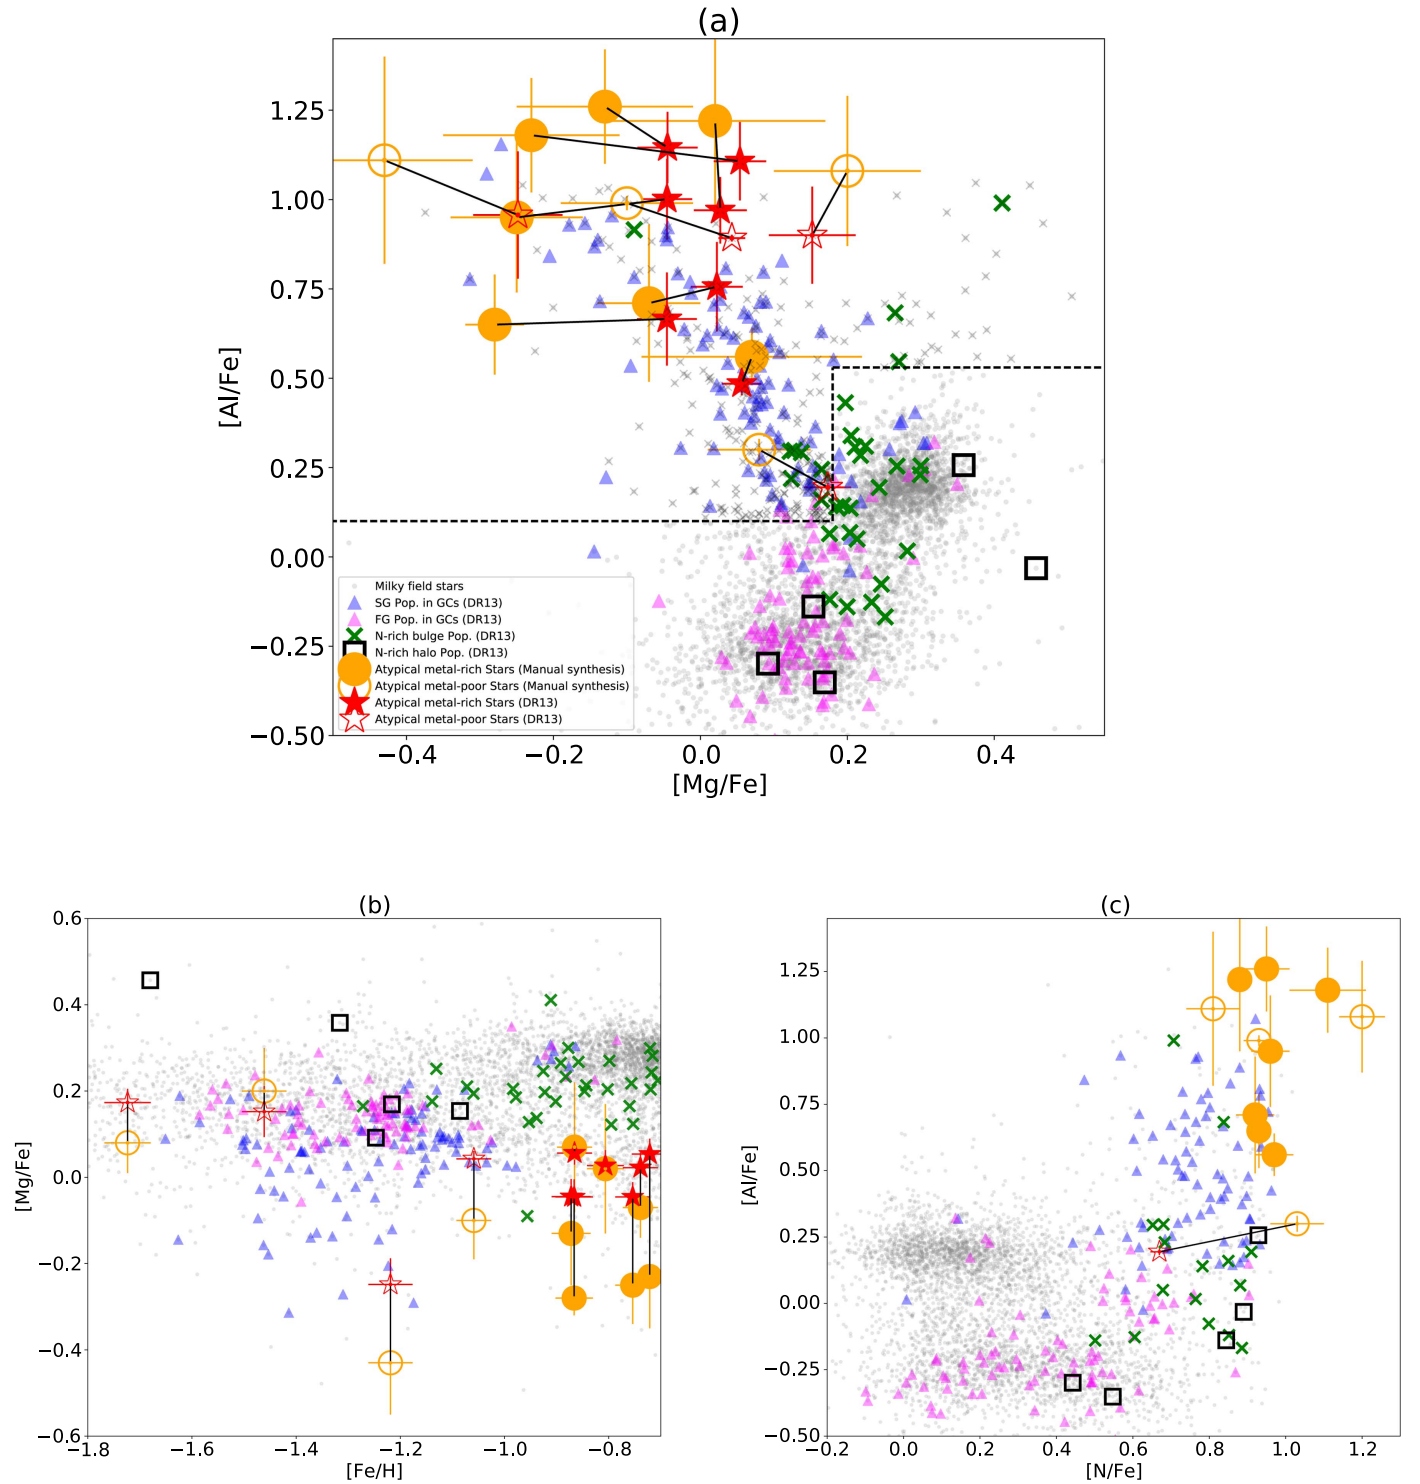 (a)
1.25
1.00
0.75
0.50
0.25
0.00
−0.25
−0.50
[Al/Fe]
Milky field stars
SG Pop. in GCs (DR13)
FG Pop. in GCs (DR13)
N-rich bulge Pop. (DR13)
N-rich halo Pop. (DR13)
Atypical metal-rich Stars (Manual synthesis)
Atypical metal-poor Stars (Manual synthesis)
Atypical metal-rich Stars (DR13)
Atypical metal-poor Stars (DR13)
−0.4 −0.2 0.0 0.2 0.4
[Mg/Fe]
(b)
0.6
0.4
0.2
0.0
−0.2
−0.4
−0.6
[Mg/Fe]
−1.8 −1.6 −1.4 −1.2 −1.0 −0.8
[Fe/H]
(c)
1.25
1.00
0.75
0.50
0.25
0.00
−0.25
−0.50
[Al/Fe]
−0.2 0.0 0.2 0.4 0.6 0.8 1.0 1.2
[N/Fe]